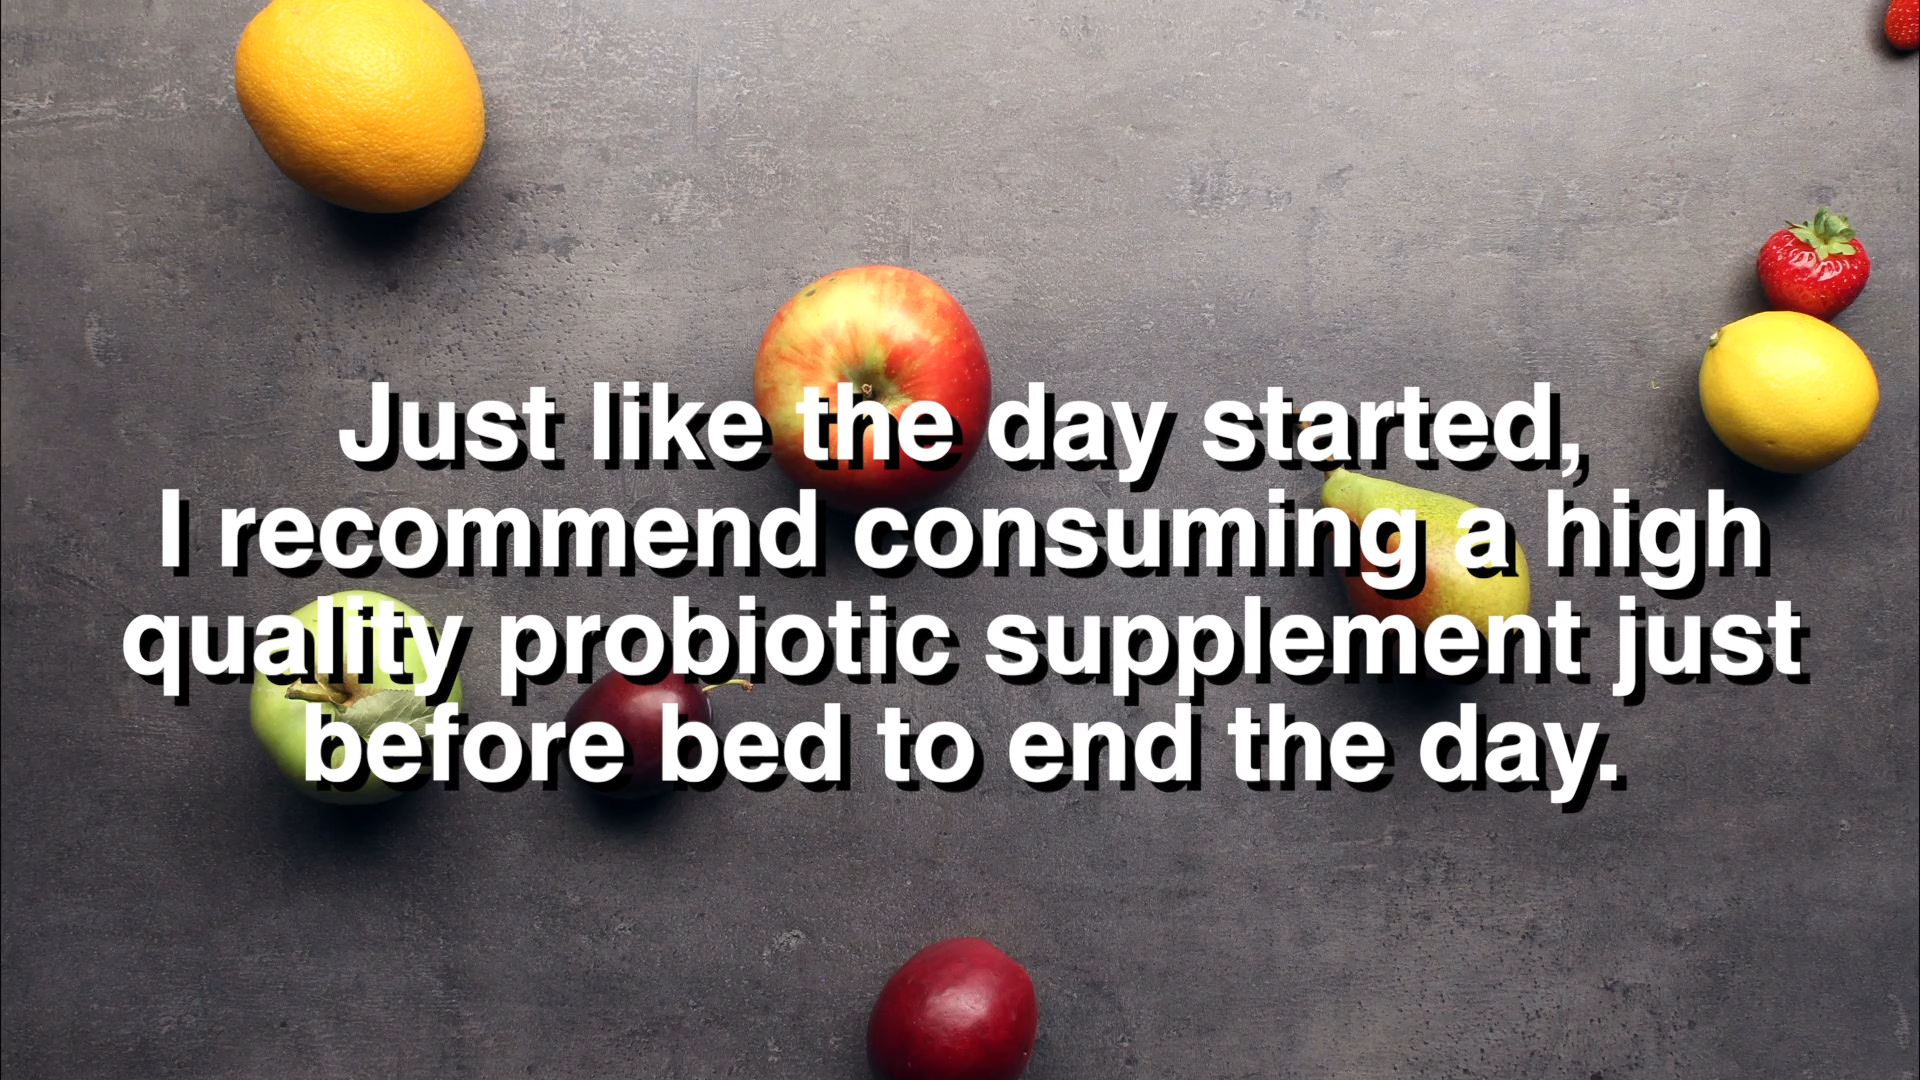 Just like the day started,
I recommend consuming a high
quality probiotic supplement just
before bed to end the day.